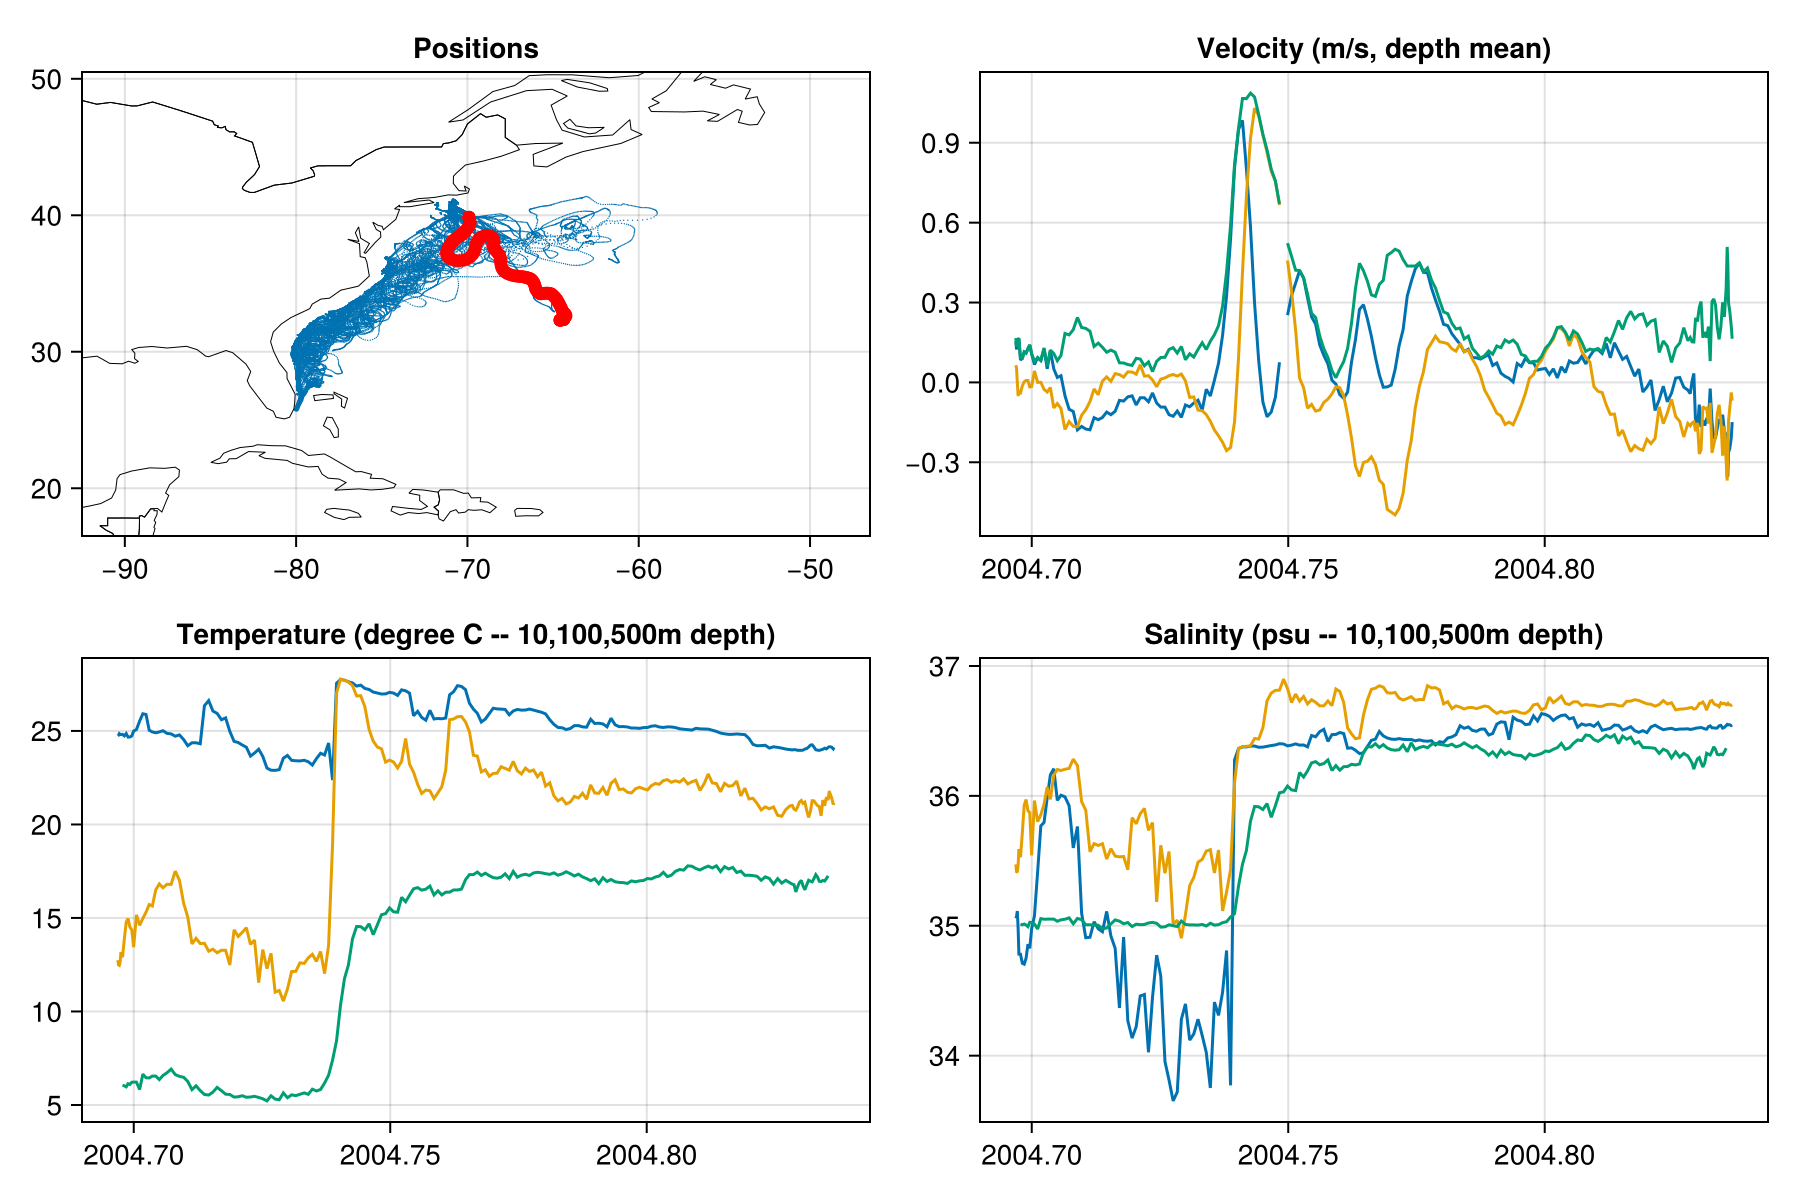 Positions
50
40
30
20
−90 −80 −70 −60 −50
Velocity (m/s, depth mean)
0.9
0.6
0.3
0.0
−0.3
2004.70 2004.75 2004.80
Temperature (degree C -- 10,100,500m depth)
25
20
15
10
5
2004.70 2004.75 2004.80
Salinity (psu -- 10,100,500m depth)
37
36
35
34
2004.70 2004.75 2004.80